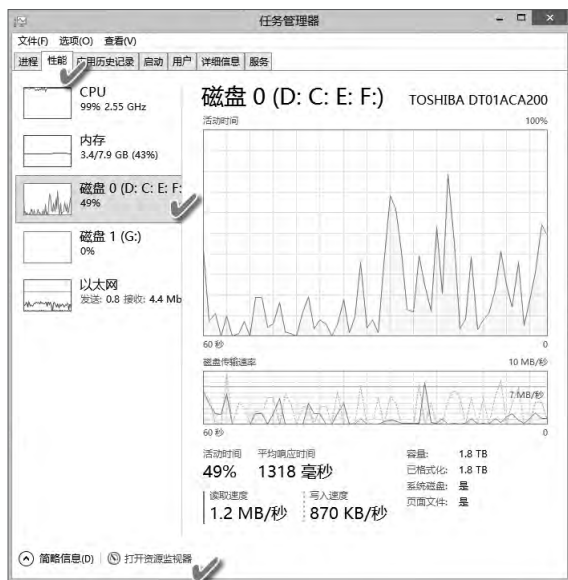 任务管理器
文件(F) 选项(O) 查看(V)
进程 性能 应用历史记录 启动 用户 详细信息 服务
CPU
99% 2.55 GHz
内存
3.4/7.9 GB (43%)
磁盘 0 (D: C: E: F:
49%
磁盘 1 (G:)
0%
以太网
发送: 0.8 接收: 4.4 Mb
磁盘 0 (D: C: E: F:) TOSHIBA DT01ACA200
活动时间 100%
60 秒 0
磁盘传输速率 10 MB/秒
7 MB/秒
60 秒 0
活动时间 平均响应时间
49% 1318 毫秒
读取速度 写入速度
1.2 MB/秒 870 KB/秒
容量: 1.8 TB
已格式化: 1.8 TB
系统磁盘: 是
页面文件: 是
简略信息(D) 打开资源监视器